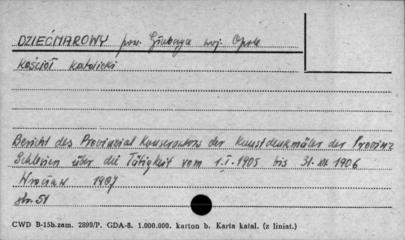 DZIEĆMAROWY pow. Głubczyce woj. Opole
Kościół katolicki
Bericht des Provinzial Konservators der Kunstdenkmäler der Provinz
Schlesien über die Tätigkeit vom 1.I.1905 bis 31.XII 1906
Wrocław 1907
str. 51
CWD B-15b.zam. 2899/P. GDA-8. 1.000.000. karton b. Karta katal. (z liniat.)